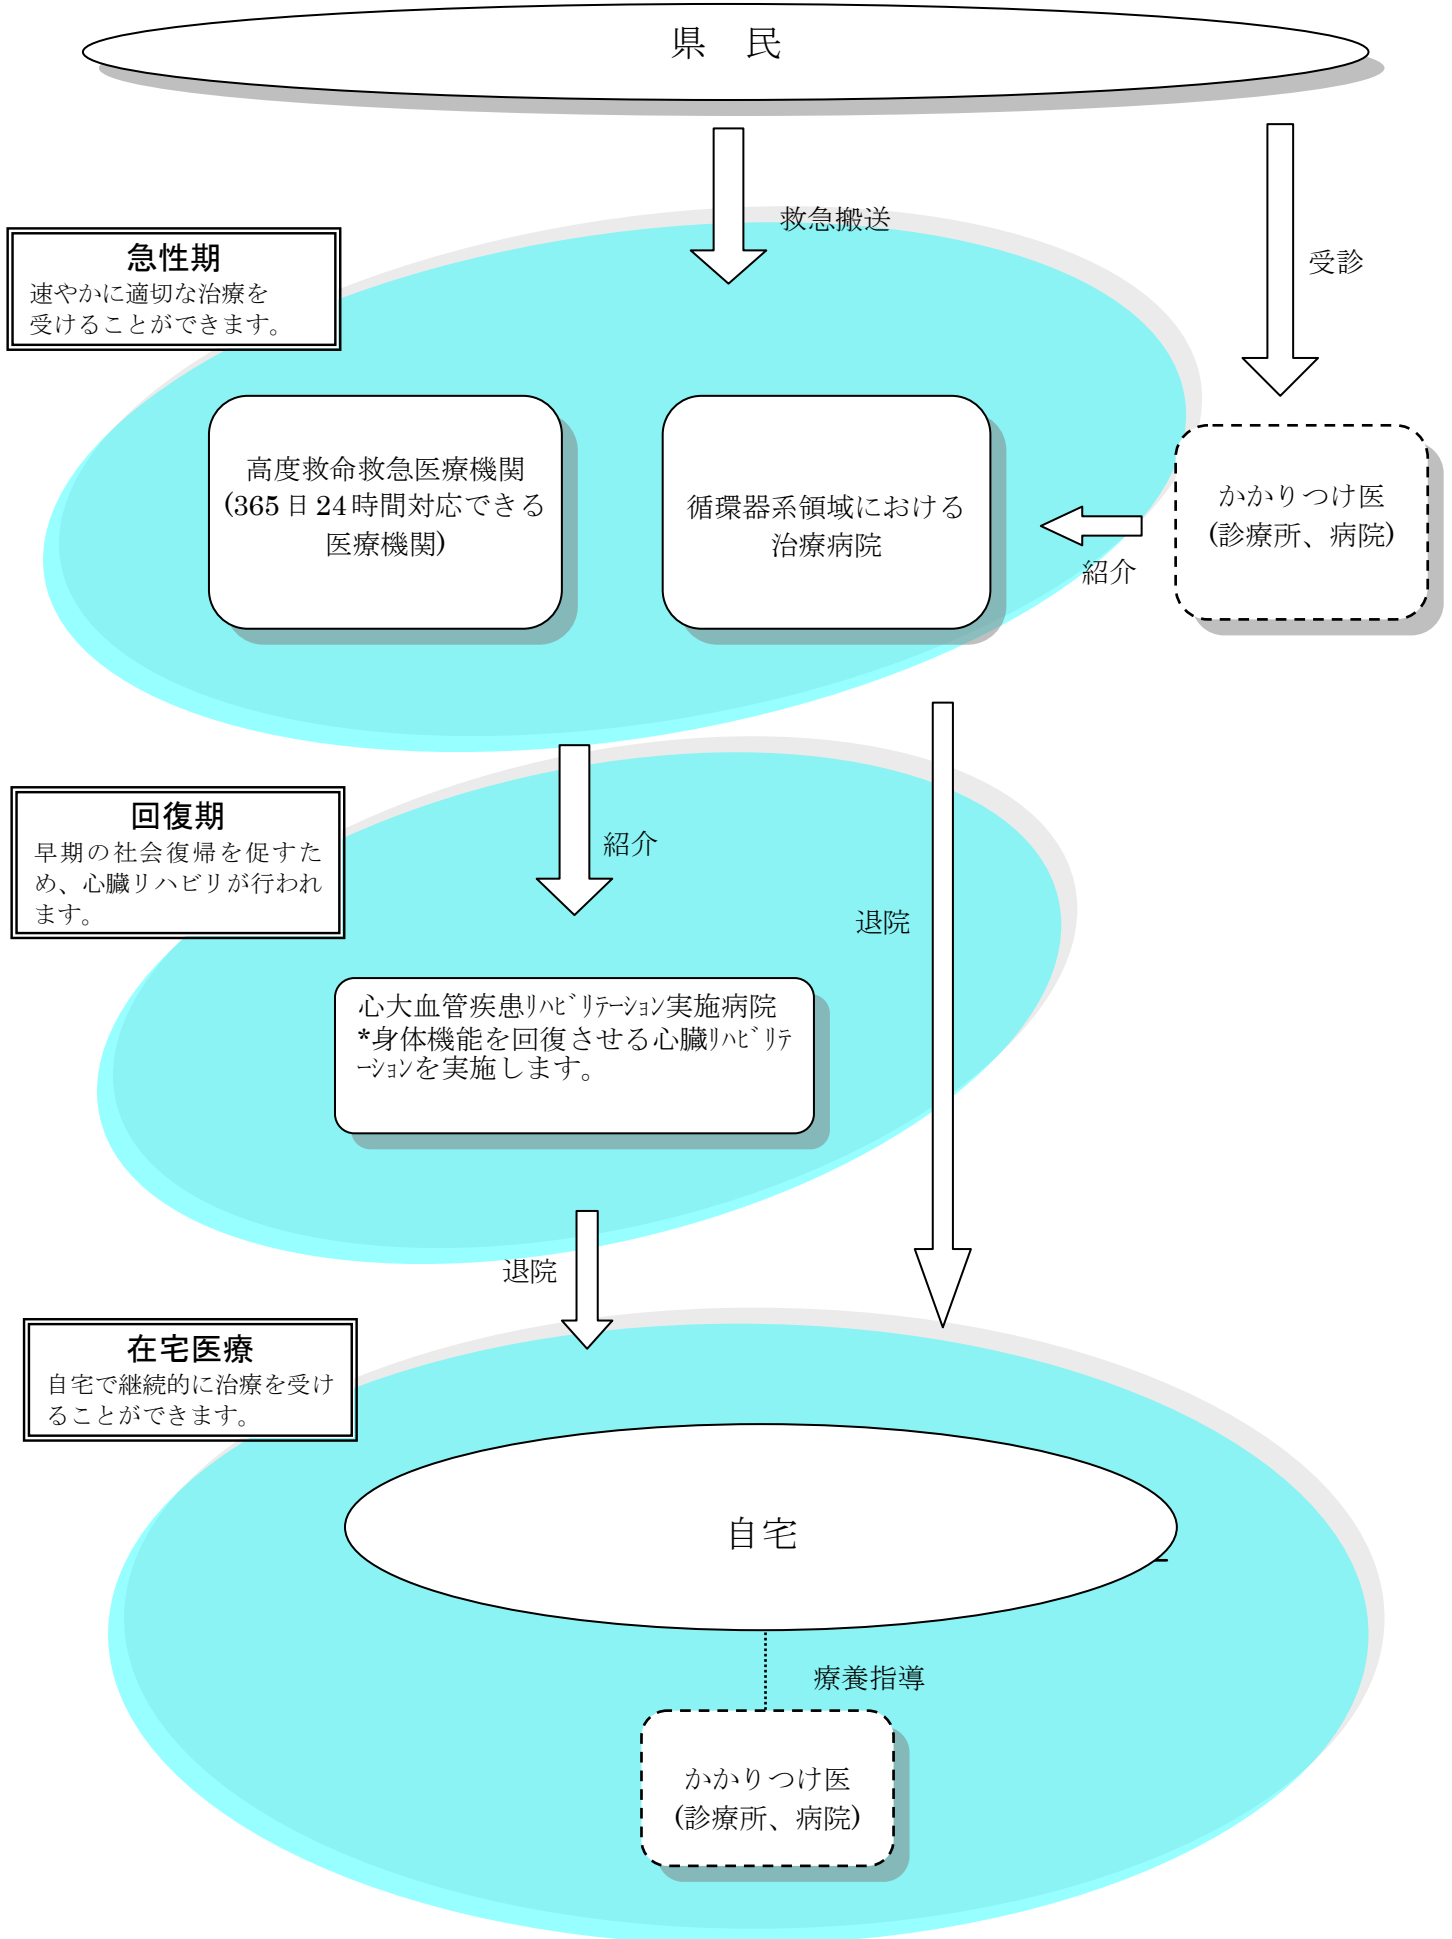 県　民
救急搬送
受診
急性期
速やかに適切な治療を
受けることができます。
高度救命救急医療機関
(365日24時間対応できる
医療機関)
循環器系領域における
治療病院
かかりつけ医
(診療所、病院)
紹介
回復期
早期の社会復帰を促すた
め、心臓リハビリが行われ
ます。
紹介
退院
心大血管疾患ﾘﾊﾋﾞﾘﾃｰｼｮﾝ実施病院
*身体機能を回復させる心臓ﾘﾊﾋﾞﾘﾃ
ｰｼｮﾝを実施します。
退院
在宅医療
自宅で継続的に治療を受け
ることができます。
自宅
療養指導
かかりつけ医
(診療所、病院)